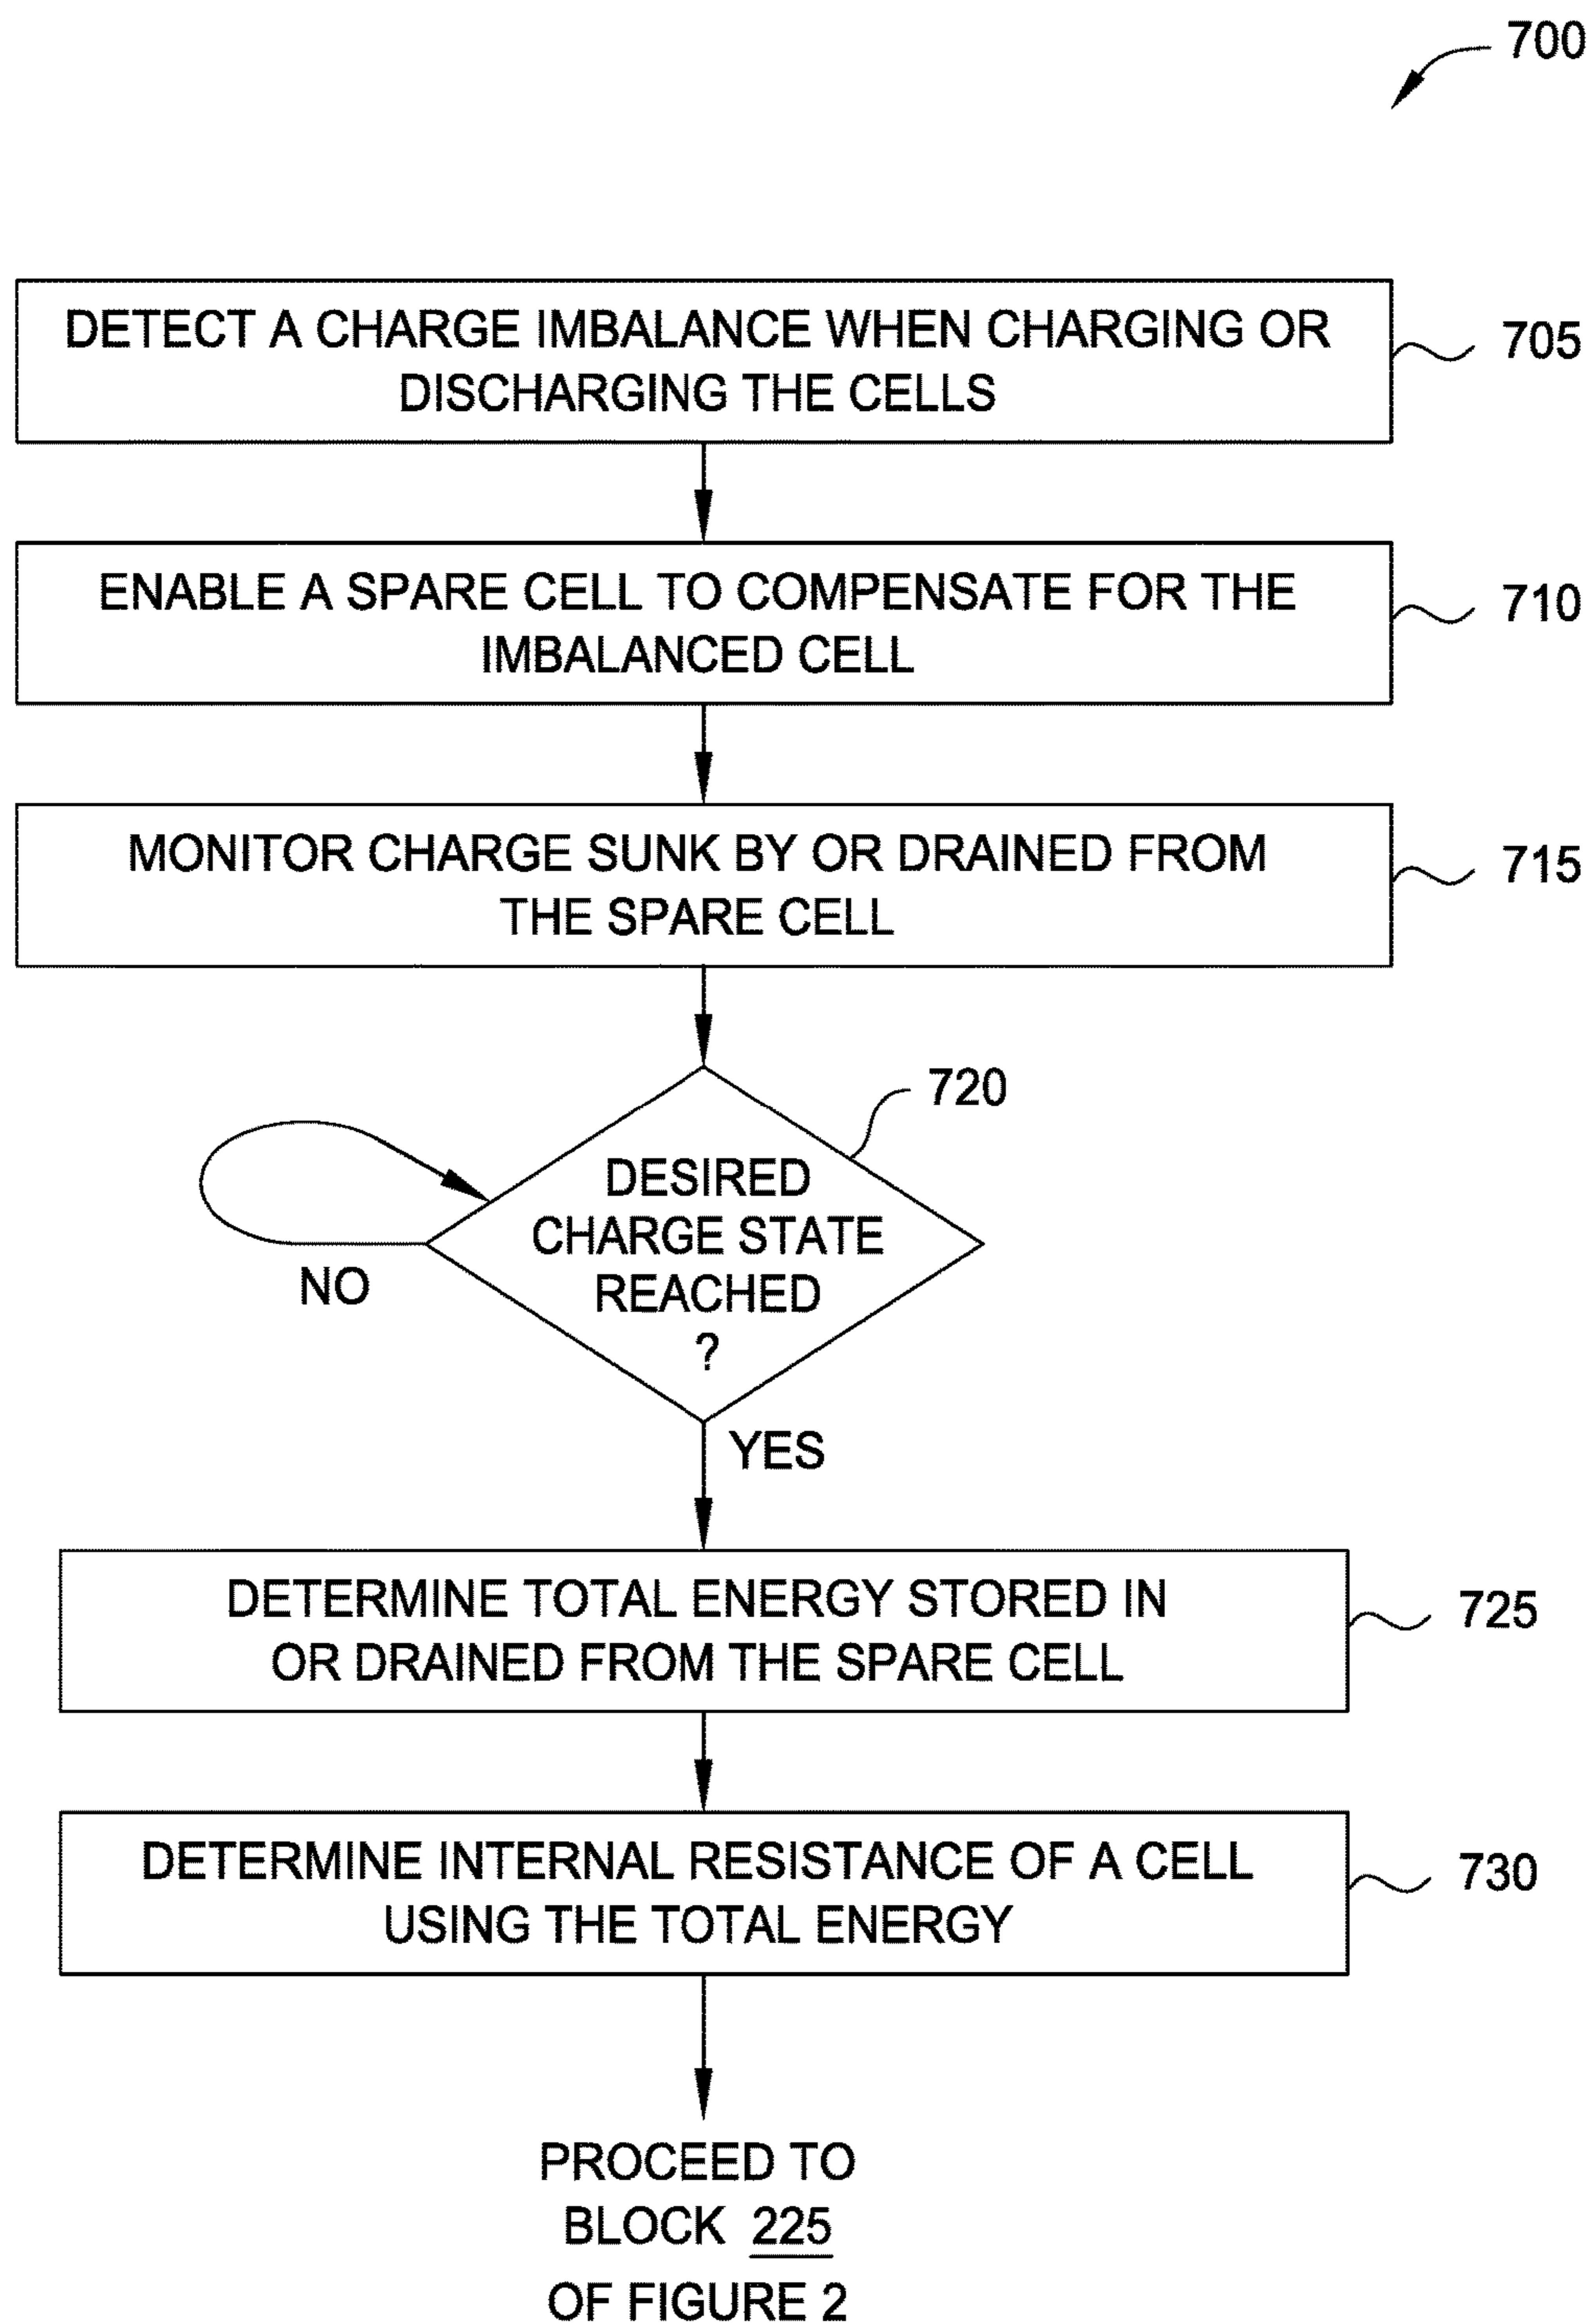 700
DETECT A CHARGE IMBALANCE WHEN CHARGING OR
DISCHARGING THE CELLS
705
ENABLE A SPARE CELL TO COMPENSATE FOR THE
IMBALANCED CELL
710
MONITOR CHARGE SUNK BY OR DRAINED FROM
THE SPARE CELL
715
720
DESIRED
CHARGE STATE
REACHED
?
NO
YES
DETERMINE TOTAL ENERGY STORED IN
OR DRAINED FROM THE SPARE CELL
725
DETERMINE INTERNAL RESISTANCE OF A CELL
USING THE TOTAL ENERGY
730
PROCEED TO
BLOCK 225
OF FIGURE 2